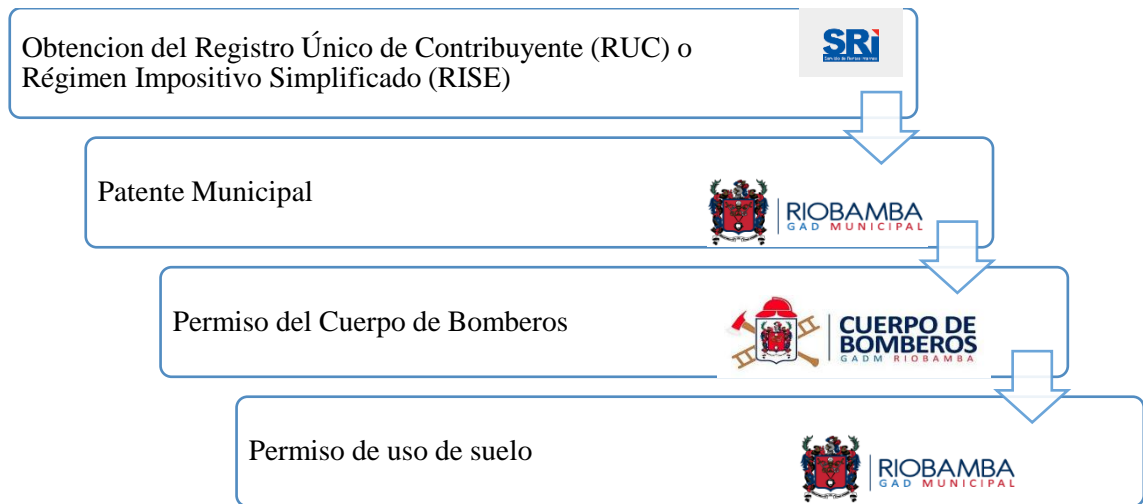 Obtencion del Registro Único de Contribuyente (RUC) o
Régimen Impositivo Simplificado (RISE)
SRi
Patente Municipal
RIOBAMBA
GAD MUNICIPAL
Permiso del Cuerpo de Bomberos
CUERPO DE
BOMBEROS
GADM RIOBAMBA
Permiso de uso de suelo
RIOBAMBA
GAD MUNICIPAL